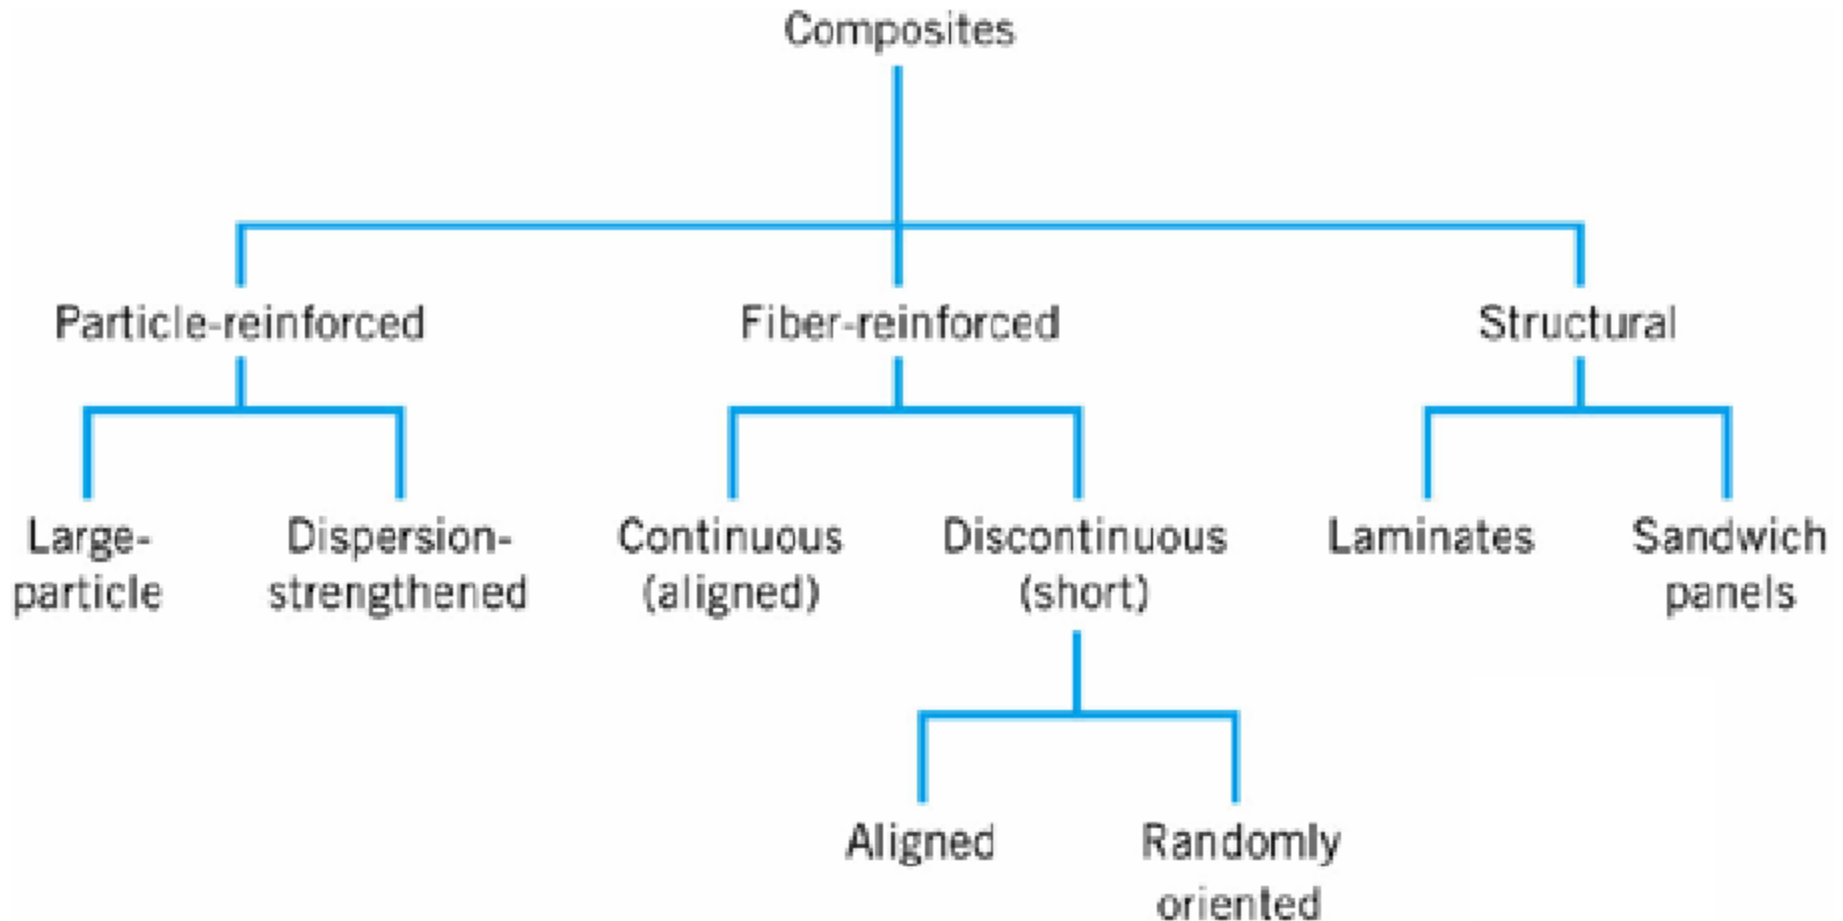 Composites
Particle-reinforced
Fiber-reinforced
Structural
Large-
particle
Dispersion-
strengthened
Continuous
(aligned)
Discontinuous
(short)
Laminates
Sandwich
panels
Aligned
Randomly
oriented